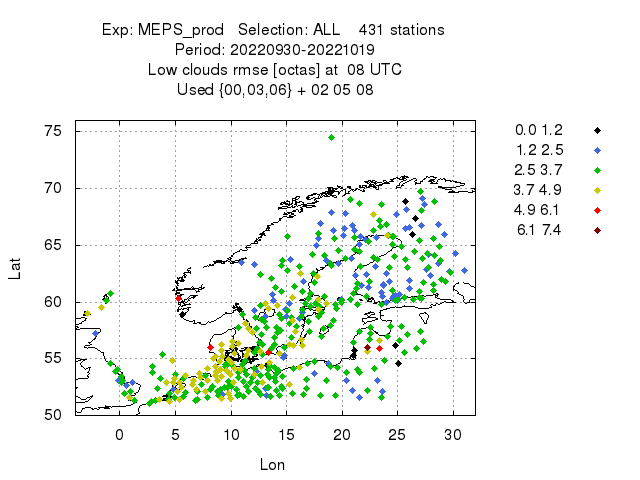 Exp: MEPS_prod Selection: ALL 431 stations
Period: 20220930-20221019
Low clouds rmse [octas] at 08 UTC
Used {00,03,06} + 02 05 08
75
70
65
60
55
50
Lat
0 5 10 15 20 25 30
Lon
0.0 1.2
1.2 2.5
2.5 3.7
3.7 4.9
4.9 6.1
6.1 7.4